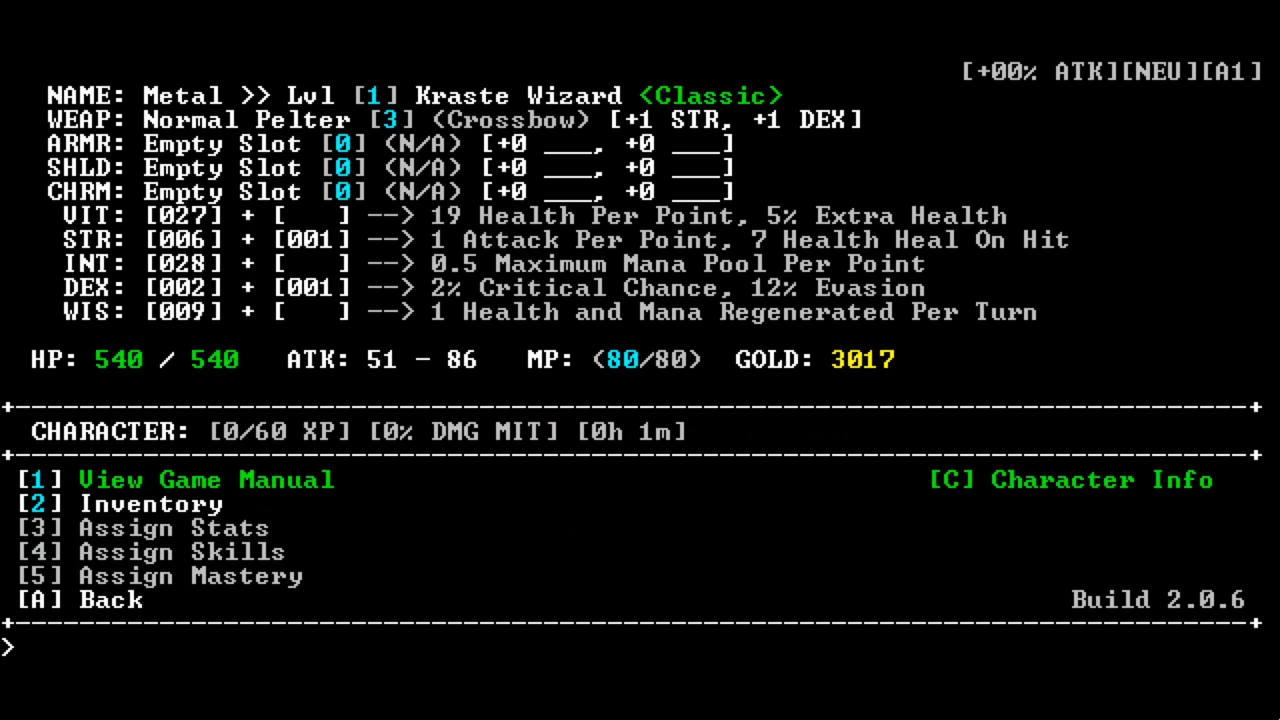 [+00% ATK][NEU][A1]
NAME: Metal >> Lvl [1] Kraste Wizard <Classic>
WEAP: Normal Pelter [3] (Crossbow) [+1 STR, +1 DEX]
ARMR: Empty Slot [0] (N/A) [+0 ___, +0 ___]
SHLD: Empty Slot [0] (N/A) [+0 ___, +0 ___]
CHRM: Empty Slot [0] (N/A) [+0 ___, +0 ___]
VIT: [027] + [   ] --> 19 Health Per Point, 5% Extra Health
STR: [006] + [001] --> 1 Attack Per Point, 7 Health Heal On Hit
INT: [028] + [   ] --> 0.5 Maximum Mana Pool Per Point
DEX: [002] + [001] --> 2% Critical Chance, 12% Evasion
WIS: [009] + [   ] --> 1 Health and Mana Regenerated Per Turn
HP: 540 / 540   ATK: 51 - 86   MP: (80/80)  GOLD: 3017
CHARACTER: [0/60 XP] [0% DMG MIT] [0h 1m]
[1] View Game Manual [C] Character Info
[2] Inventory
[3] Assign Stats
[4] Assign Skills
[5] Assign Mastery
[A] Back Build 2.0.6
>